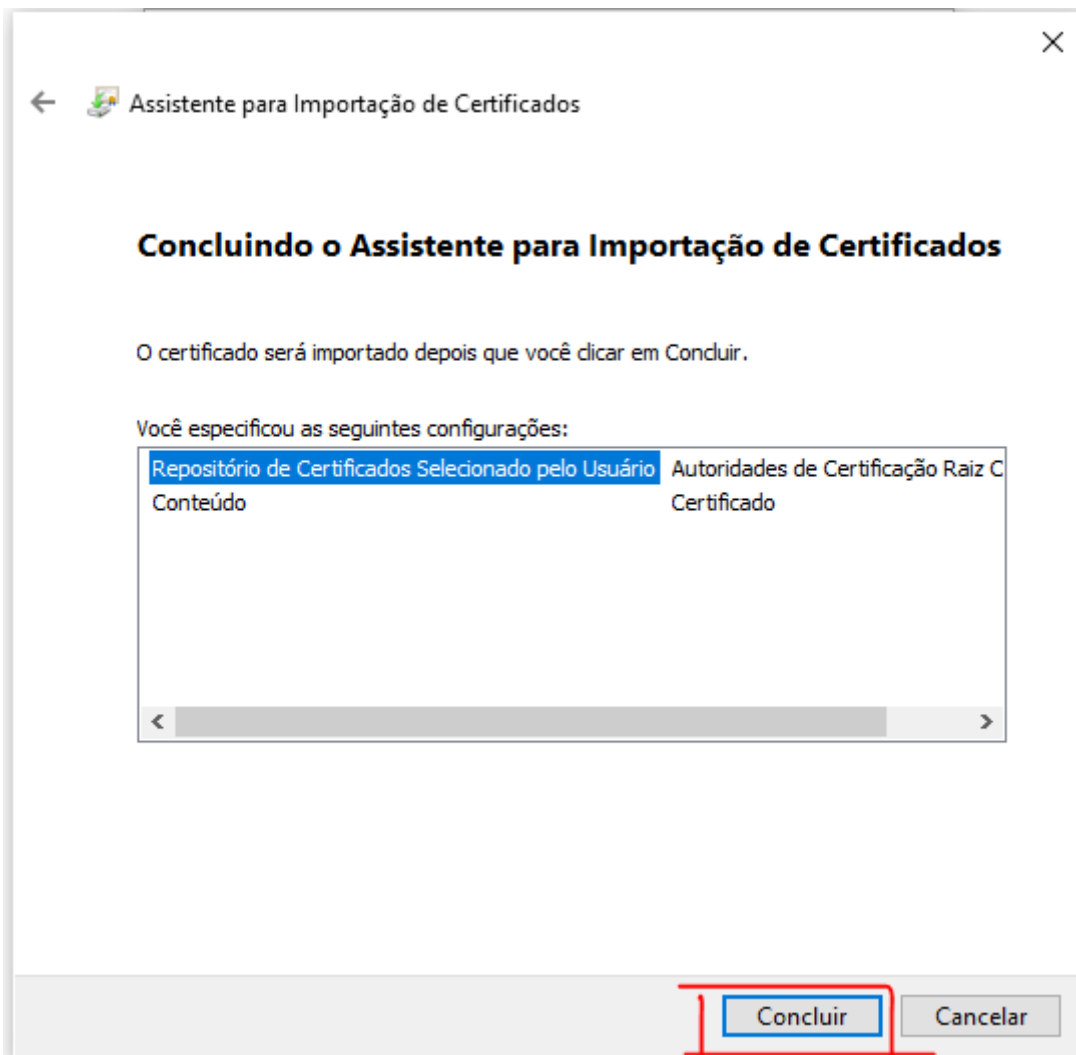 Assistente para Importação de Certificados
Concluindo o Assistente para Importação de Certificados
O certificado será importado depois que você clicar em Concluir.
Você especificou as seguintes configurações:
Repositório de Certificados Selecionado pelo Usuário Autoridades de Certificação Raiz C
Conteúdo Certificado
Concluir Cancelar